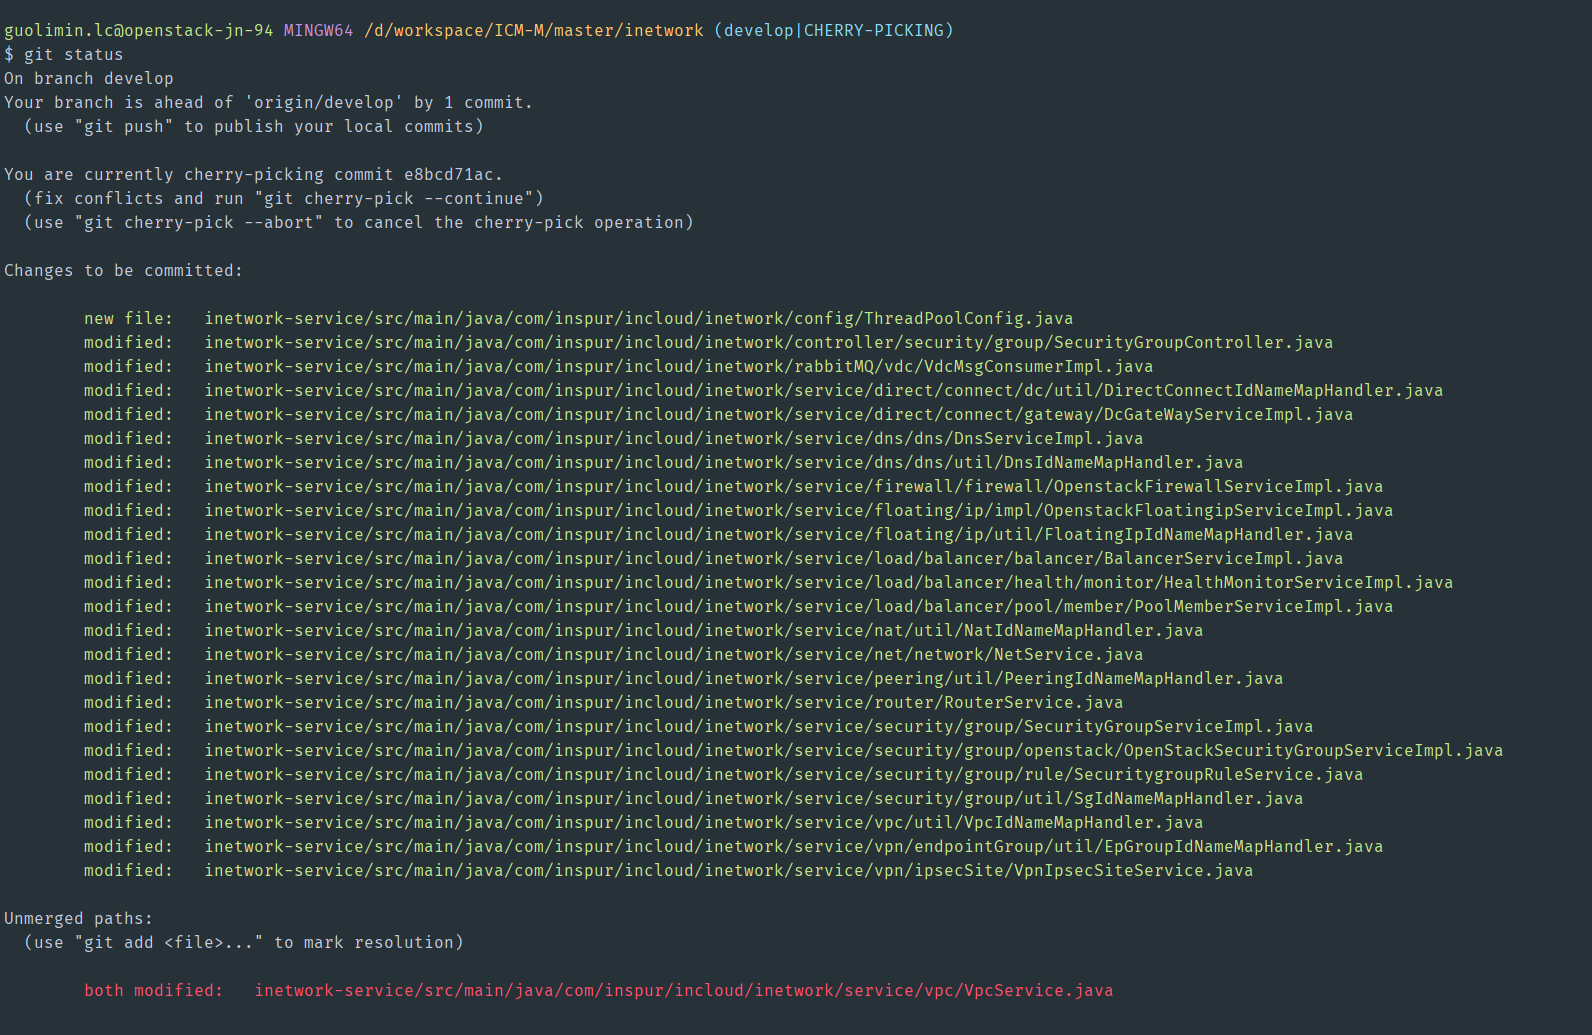 guolimin.lc@openstack-jn-94 MINGW64 /d/workspace/ICM-M/master/inetwork (develop|CHERRY-PICKING)
$ git status
On branch develop
Your branch is ahead of 'origin/develop' by 1 commit.
  (use "git push" to publish your local commits)

You are currently cherry-picking commit e8bcd71ac.
  (fix conflicts and run "git cherry-pick --continue")
  (use "git cherry-pick --abort" to cancel the cherry-pick operation)

Changes to be committed:

        new file:   inetwork-service/src/main/java/com/inspur/incloud/inetwork/config/ThreadPoolConfig.java
        modified:   inetwork-service/src/main/java/com/inspur/incloud/inetwork/controller/security/group/SecurityGroupController.java
        modified:   inetwork-service/src/main/java/com/inspur/incloud/inetwork/rabbitMQ/vdc/VdcMsgConsumerImpl.java
        modified:   inetwork-service/src/main/java/com/inspur/incloud/inetwork/service/direct/connect/dc/util/DirectConnectIdNameMapHandler.java
        modified:   inetwork-service/src/main/java/com/inspur/incloud/inetwork/service/direct/connect/gateway/DcGateWayServiceImpl.java
        modified:   inetwork-service/src/main/java/com/inspur/incloud/inetwork/service/dns/dns/DnsServiceImpl.java
        modified:   inetwork-service/src/main/java/com/inspur/incloud/inetwork/service/dns/dns/util/DnsIdNameMapHandler.java
        modified:   inetwork-service/src/main/java/com/inspur/incloud/inetwork/service/firewall/firewall/OpenstackFirewallServiceImpl.java
        modified:   inetwork-service/src/main/java/com/inspur/incloud/inetwork/service/floating/ip/impl/OpenstackFloatingipServiceImpl.java
        modified:   inetwork-service/src/main/java/com/inspur/incloud/inetwork/service/floating/ip/util/FloatingIpIdNameMapHandler.java
        modified:   inetwork-service/src/main/java/com/inspur/incloud/inetwork/service/load/balancer/balancer/BalancerServiceImpl.java
        modified:   inetwork-service/src/main/java/com/inspur/incloud/inetwork/service/load/balancer/health/monitor/HealthMonitorServiceImpl.java
        modified:   inetwork-service/src/main/java/com/inspur/incloud/inetwork/service/load/balancer/pool/member/PoolMemberServiceImpl.java
        modified:   inetwork-service/src/main/java/com/inspur/incloud/inetwork/service/nat/util/NatIdNameMapHandler.java
        modified:   inetwork-service/src/main/java/com/inspur/incloud/inetwork/service/net/network/NetService.java
        modified:   inetwork-service/src/main/java/com/inspur/incloud/inetwork/service/peering/util/PeeringIdNameMapHandler.java
        modified:   inetwork-service/src/main/java/com/inspur/incloud/inetwork/service/router/RouterService.java
        modified:   inetwork-service/src/main/java/com/inspur/incloud/inetwork/service/security/group/SecurityGroupServiceImpl.java
        modified:   inetwork-service/src/main/java/com/inspur/incloud/inetwork/service/security/group/openstack/OpenStackSecurityGroupServiceImpl.java
        modified:   inetwork-service/src/main/java/com/inspur/incloud/inetwork/service/security/group/rule/SecuritygroupRuleService.java
        modified:   inetwork-service/src/main/java/com/inspur/incloud/inetwork/service/security/group/util/SgIdNameMapHandler.java
        modified:   inetwork-service/src/main/java/com/inspur/incloud/inetwork/service/vpc/util/VpcIdNameMapHandler.java
        modified:   inetwork-service/src/main/java/com/inspur/incloud/inetwork/service/vpn/endpointGroup/util/EpGroupIdNameMapHandler.java
        modified:   inetwork-service/src/main/java/com/inspur/incloud/inetwork/service/vpn/ipsecSite/VpnIpsecSiteService.java

Unmerged paths:
  (use "git add <file>..." to mark resolution)

        both modified:   inetwork-service/src/main/java/com/inspur/incloud/inetwork/service/vpc/VpcService.java